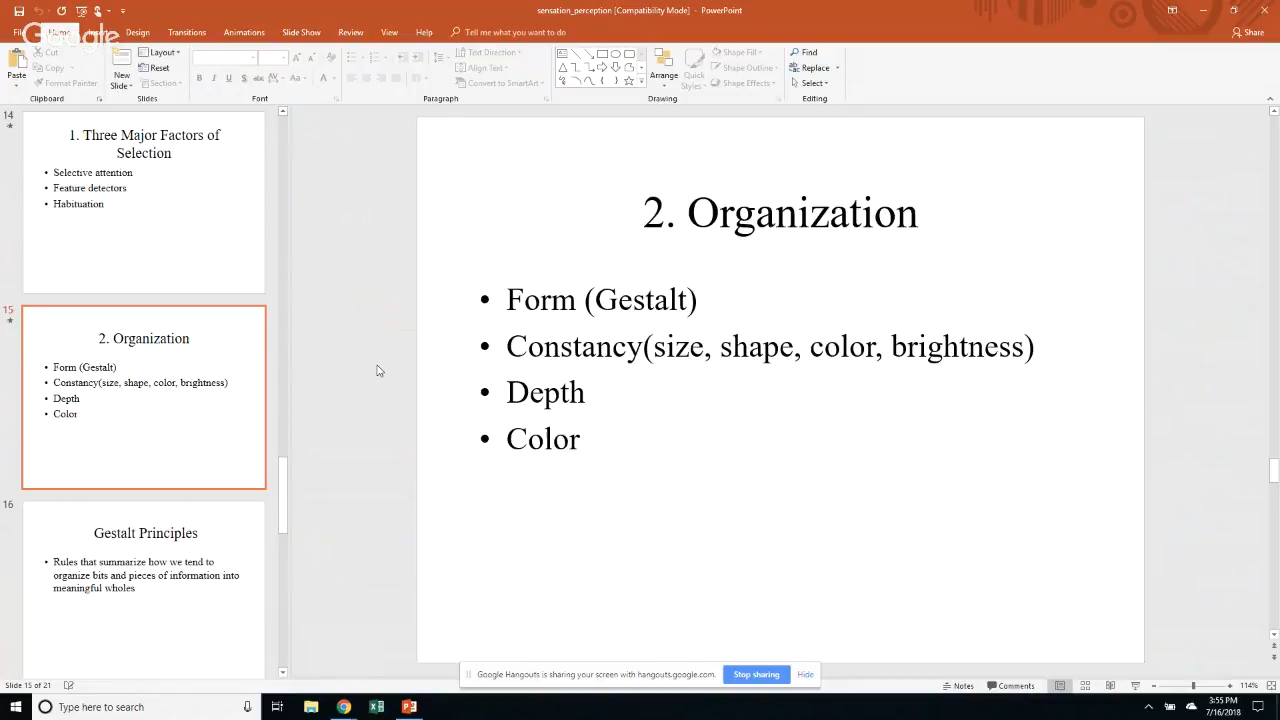 sensation_perception [Compatibility Mode] - PowerPoint
Google
Design Transitions Animations Slide Show Review View Help Tell me what you want to do Share
Paste
Cut
Copy
Format Painter
New
Slide
Layout
Reset
Section
Text Direction
Align Text
Convert to SmartArt
Arrange
Quick
Styles
Shape Fill
Shape Outline
Shape Effects
Find
Replace
Select
Clipboard Slides Font Paragraph Drawing Editing
14
1. Three Major Factors of
Selection
• Selective attention
• Feature detectors
• Habituation
15
2. Organization
• Form (Gestalt)
• Constancy(size, shape, color, brightness)
• Depth
• Color
16
Gestalt Principles
• Rules that summarize how we tend to
organize bits and pieces of information into
meaningful wholes
2. Organization
• Form (Gestalt)
• Constancy(size, shape, color, brightness)
• Depth
• Color
Google Hangouts is sharing your screen with hangouts.google.com. Stop sharing Hide
Slide 15 of 21 Notes Comments 114%
Type here to search
3:55 PM
7/16/2018